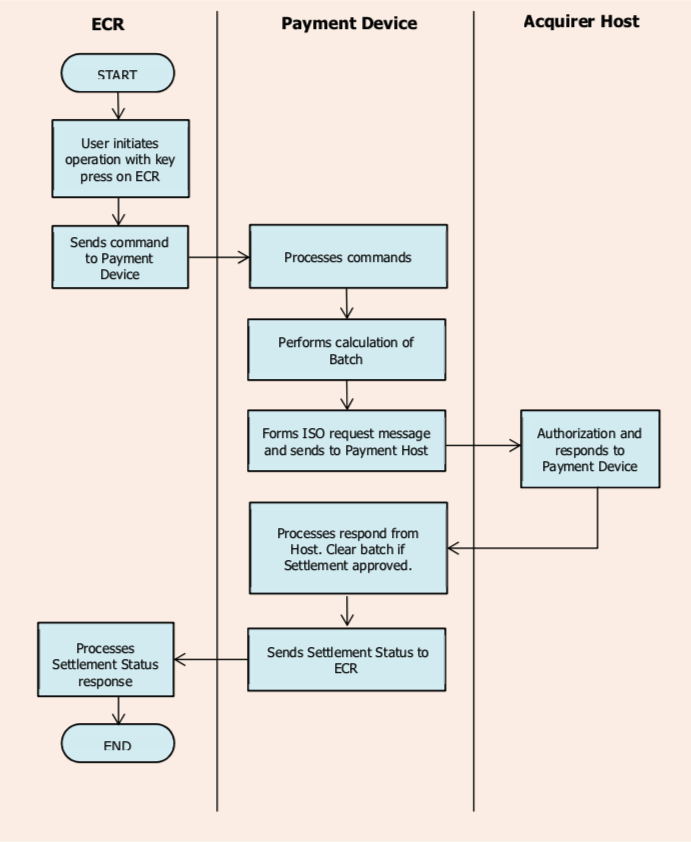 ECR
Payment Device
Acquirer Host
START
User initiates
operation with key
press on ECR
Sends command
to Payment
Device
Processes commands
Performs calculation of
Batch
Forms ISO request message
and sends to Payment Host
Authorization and
responds to
Payment Device
Processes respond from
Host. Clear batch if
Settlement approved.
Sends Settlement Status to
ECR
Processes
Settlement Status
response
END